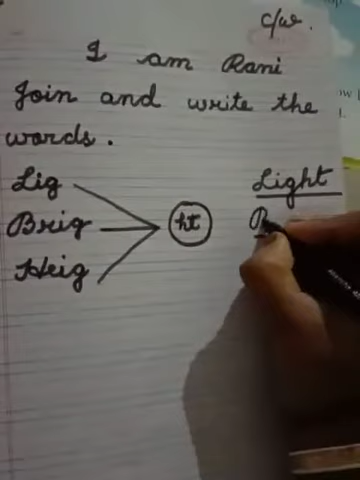 c/w.
I am Rani
Join and write the
words.
Lig
Brig
Heig
ht
Light
B